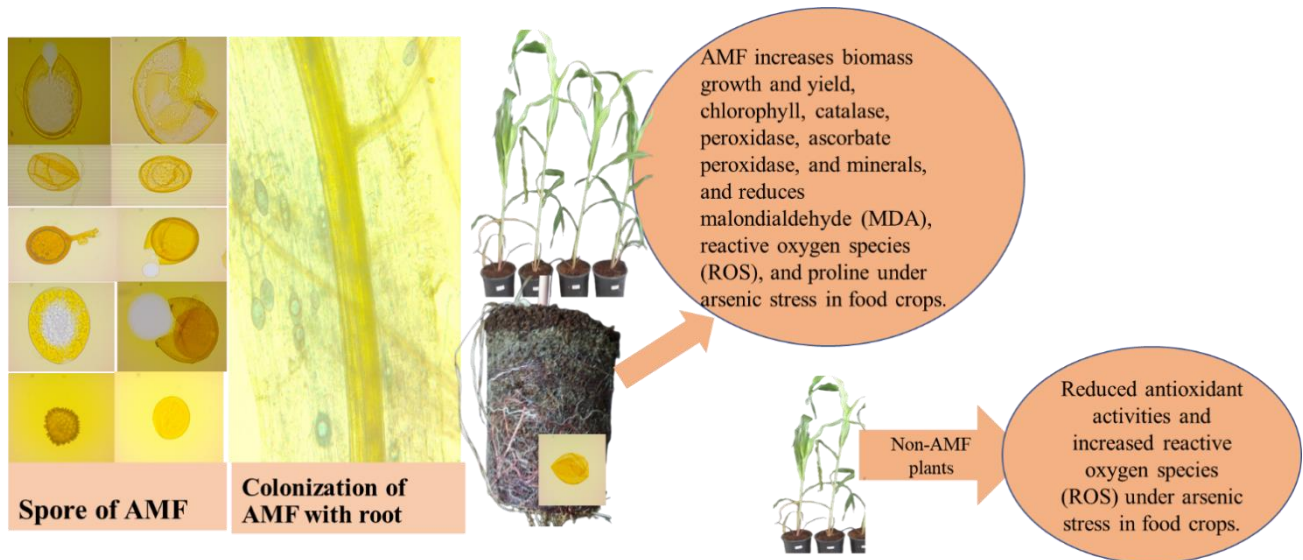 Spore of AMF
Colonization of
AMF with root
AMF increases biomass
growth and yield,
chlorophyll, catalase,
peroxidase, ascorbate
peroxidase, and minerals,
and reduces
malondialdehyde (MDA),
reactive oxygen species
(ROS), and proline under
arsenic stress in food crops.
Non-AMF
plants
Reduced antioxidant
activities and
increased reactive
oxygen species
(ROS) under arsenic
stress in food crops.